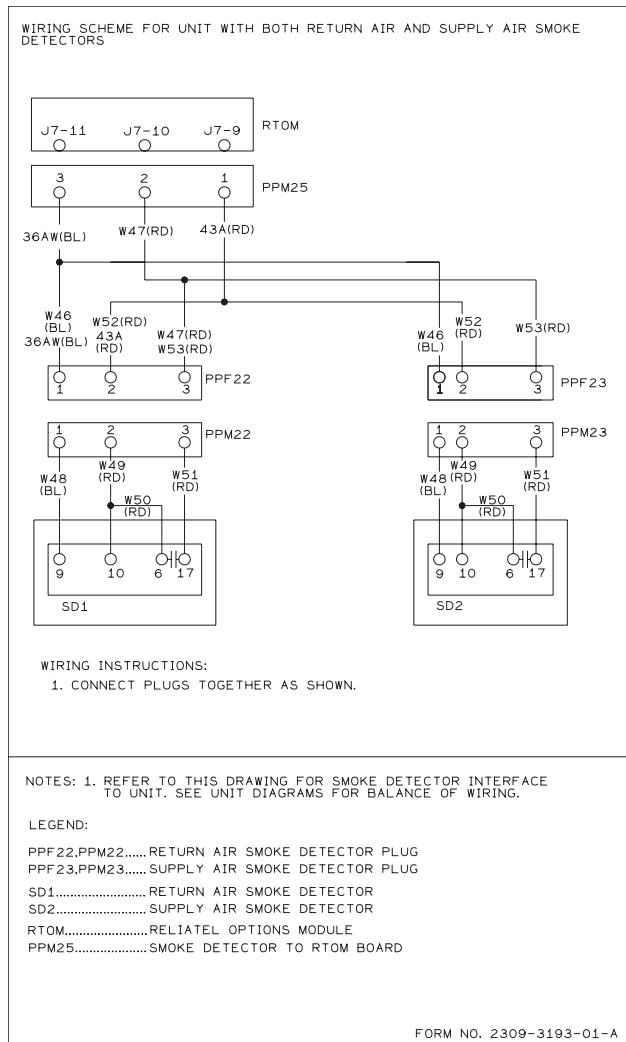 WIRING SCHEME FOR UNIT WITH BOTH RETURN AIR AND SUPPLY AIR SMOKE
DETECTORS
J7-11 J7-10 J7-9 RTOM
3 2 1 PPM25
36AW(BL) W47(RD) 43A(RD)
W46
(BL)
36AW(BL)
W52(RD)
43A
(RD)
W47(RD)
W53(RD)
W46
(BL)
W52
(RD)
W53(RD)
1 2 3 PPF22
1 2 3 PPF23
1 2 3 PPM22
1 2 3 PPM23
W48
(BL)
W49
(RD)
W51
(RD)
W50
(RD)
W48
(BL)
W49
(RD)
W51
(RD)
W50
(RD)
9 10 6 17
SD1
9 10 6 17
SD2
WIRING INSTRUCTIONS:
1. CONNECT PLUGS TOGETHER AS SHOWN.
NOTES: 1. REFER TO THIS DRAWING FOR SMOKE DETECTOR INTERFACE
TO UNIT. SEE UNIT DIAGRAMS FOR BALANCE OF WIRING.
LEGEND:
PPF22,PPM22......RETURN AIR SMOKE DETECTOR PLUG
PPF23,PPM23......SUPPLY AIR SMOKE DETECTOR PLUG
SD1..........................RETURN AIR SMOKE DETECTOR
SD2..........................SUPPLY AIR SMOKE DETECTOR
RTOM.......................RELIATEL OPTIONS MODULE
PPM25....................SMOKE DETECTOR TO RTOM BOARD
FORM NO. 2309-3193-01-A